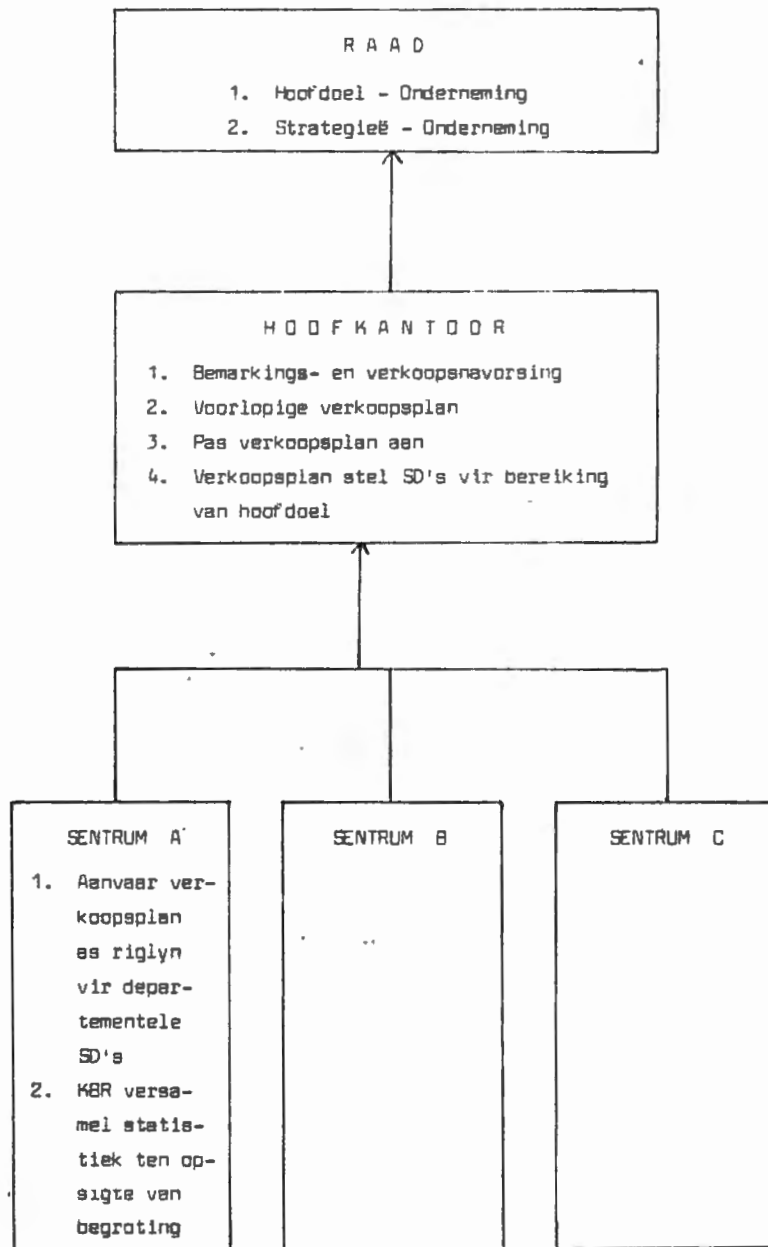 R A A D
1. Hoofdoel - Onderneming
2. Strategieë - Onderneming
H O O F K A N T O O R
1. Bemarkings- en verkoopsnavorsing
2. Voorlopige verkoopsplan
3. Pas verkoopsplan aan
4. Verkoopsplan stel SD's vir bereiking
van hoofdoel
SENTRUM A
1. Aanvaar ver-
koopsplan
as riglyn
vir depar-
tementele
SD's
2. KBR versa-
mel statis-
tiek ten op-
sigte van
begroting
SENTRUM B
SENTRUM C